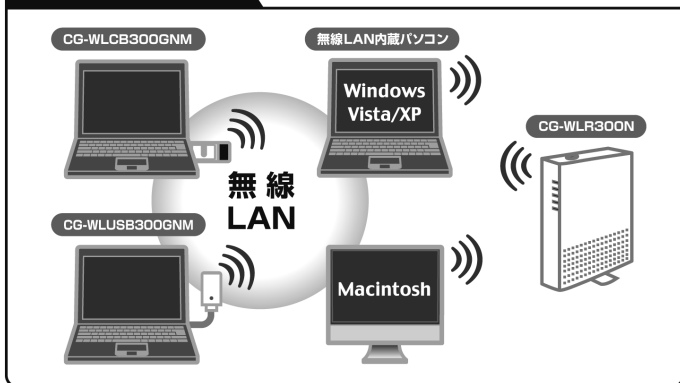 CG-WLCB300GNM
無線LAN内蔵パソコン
Windows
Vista/XP
CG-WLR300N
無線
LAN
CG-WLUSB300GNM
Macintosh